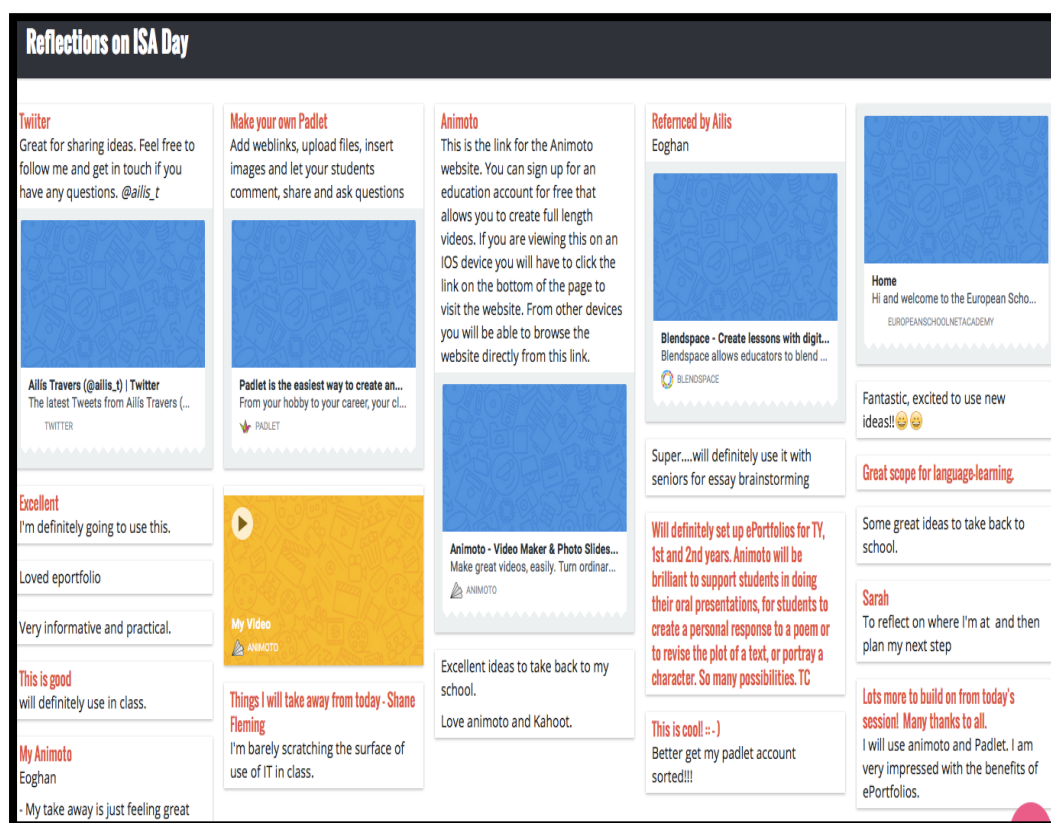 Reflections on ISA Day
Twiiter
Great for sharing ideas. Feel free to
follow me and get in touch if you
have any questions. @ailis_t
Ailís Travers (@ailis_t) | Twitter
The latest Tweets from Ailís Travers (...
TWITTER
Excellent
I'm definitely going to use this.
Loved eportfolio
Very informative and practical.
This is good
will definitely use in class.
My Animoto
Eoghan
- My take away is just feeling great
Make your own Padlet
Add weblinks, upload files, insert
images and let your students
comment, share and ask questions
Padlet is the easiest way to create an...
From your hobby to your career, your cl...
PADLET
My Video
ANIMOTO
Things I will take away from today - Shane
Fleming
I'm barely scratching the surface of
use of IT in class.
Animoto
This is the link for the Animoto
website. You can sign up for an
education account for free that
allows you to create full length
videos. If you are viewing this on an
IOS device you will have to click the
link on the bottom of the page to
visit the website. From other devices
you will be able to browse the
website directly from this link.
Animoto - Video Maker & Photo Slides...
Make great videos, easily. Turn ordinar...
ANIMOTO
Excellent ideas to take back to my
school.
Love animoto and Kahoot.
Refernced by Ailis
Eoghan
Blendspace - Create lessons with digit...
Blendspace allows educators to blend ...
BLENDSPACE
Super....will definitely use it with
seniors for essay brainstorming
Will definitely set up ePortfolios for TY,
1st and 2nd years. Animoto will be
brilliant to support students in doing
their oral presentations, for students to
create a personal response to a poem or
to revise the plot of a text, or portray a
character. So many possibilities. TC
This is cool! :: - )
Better get my padlet account
sorted!!!
Home
Hi and welcome to the European Scho...
EUROPEANSCHOOLNETACADEMY
Fantastic, excited to use new
ideas!!😀😀
Great scope for language-learning.
Some great ideas to take back to
school.
Sarah
To reflect on where I'm at and then
plan my next step
Lots more to build on from today's
session! Many thanks to all.
I will use animoto and Padlet. I am
very impressed with the benefits of
ePortfolios.